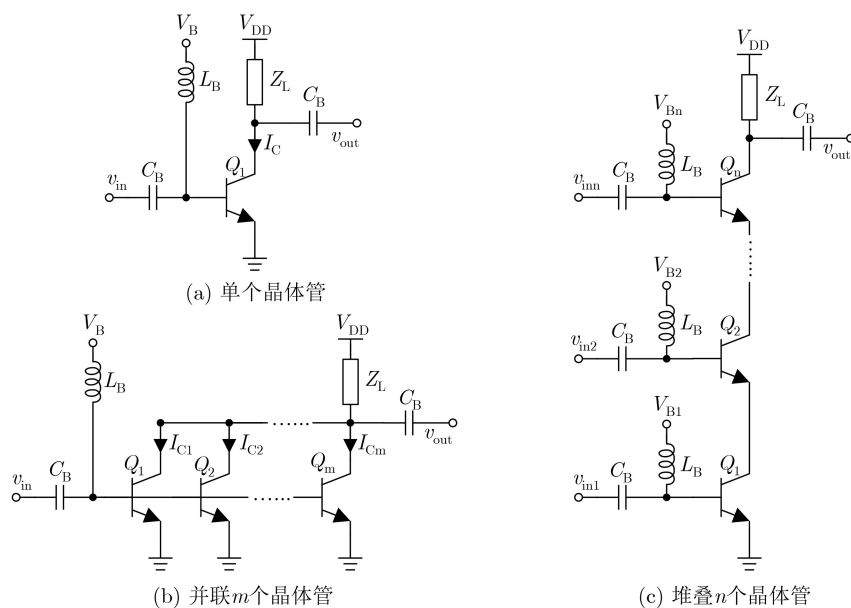 V_B
V_DD
L_B
Z_L
C_B
v_out
I_C
Q_1
C_B
v_in
(a) 单个晶体管
V_B
V_DD
L_B
Z_L
C_B
v_out
I_C1
I_C2
I_Cm
Q_1
Q_2
Q_m
C_B
v_in
(b) 并联m个晶体管
V_DD
Z_L
V_Bn
C_B
v_out
L_B
Q_n
C_B
v_inn
V_B2
L_B
Q_2
C_B
v_in2
V_B1
L_B
Q_1
C_B
v_in1
(c) 堆叠n个晶体管